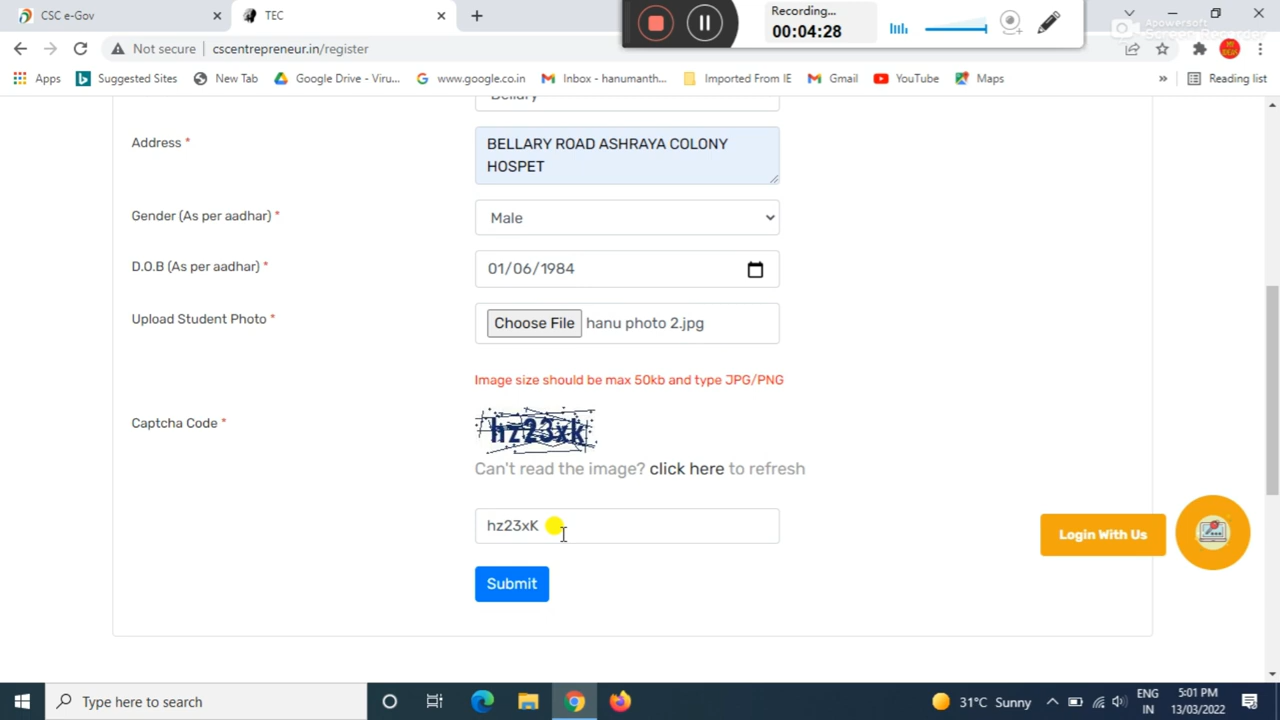 CSC e-Gov
TEC
Recording...
00:04:28
Apowersoft
Screen Recorder
Not secure
cscentrepreneur.in/register
Apps
Suggested Sites
New Tab
Google Drive - Viru...
www.google.co.in
Inbox - hanumanth...
Imported From IE
Gmail
YouTube
Maps
»
Reading list
Bellary
Address *
BELLARY ROAD ASHRAYA COLONY
HOSPET
Gender (As per aadhar) *
Male
D.O.B (As per aadhar) *
01/06/1984
Upload Student Photo *
Choose File hanu photo 2.jpg
Image size should be max 50kb and type JPG/PNG
Captcha Code *
hz23xk
Can't read the image? click here to refresh
hz23xK
Login With Us
Submit
Type here to search
31°C Sunny
ENG
IN
5:01 PM
13/03/2022